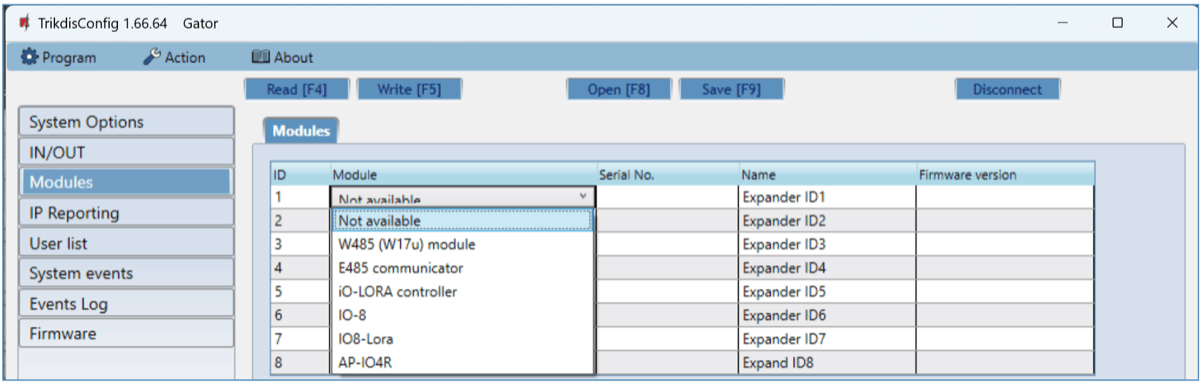 TrikdisConfig 1.66.64 Gator
Program Action About
Read [F4] Write [F5] Open [F8] Save [F9] Disconnect
System Options
IN/OUT
Modules
IP Reporting
User list
System events
Events Log
Firmware
Modules
ID Module Serial No. Name Firmware version
1 Not available Expander ID1
2 Not available Expander ID2
3 W485 (W17u) module Expander ID3
4 E485 communicator Expander ID4
5 iO-LORA controller Expander ID5
6 IO-8 Expander ID6
7 IO8-Lora Expander ID7
8 AP-IO4R Expand ID8